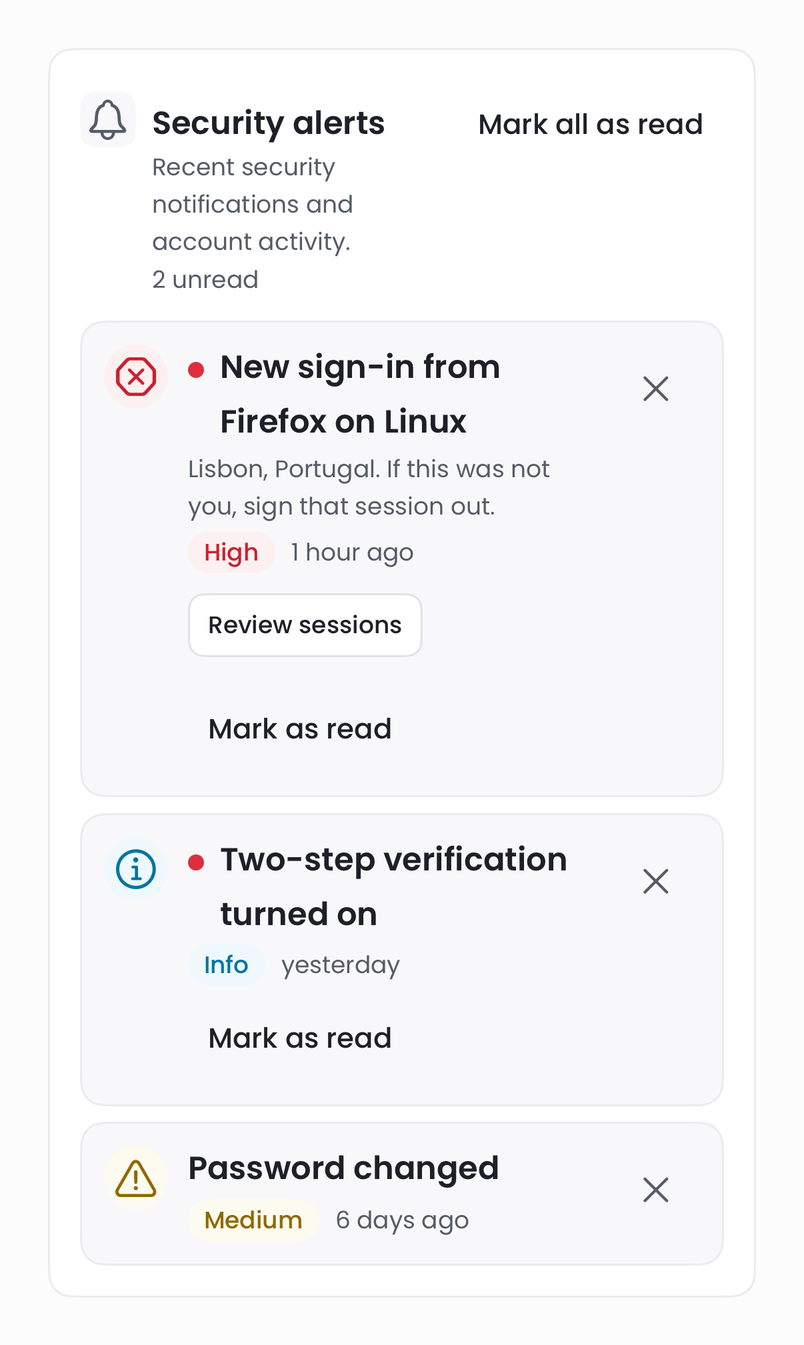 Security alerts
Mark all as read
Recent security
notifications and
account activity.
2 unread
New sign-in from
Firefox on Linux
Lisbon, Portugal. If this was not
you, sign that session out.
High 1 hour ago
Review sessions
Mark as read
Two-step verification
turned on
Info yesterday
Mark as read
Password changed
Medium 6 days ago